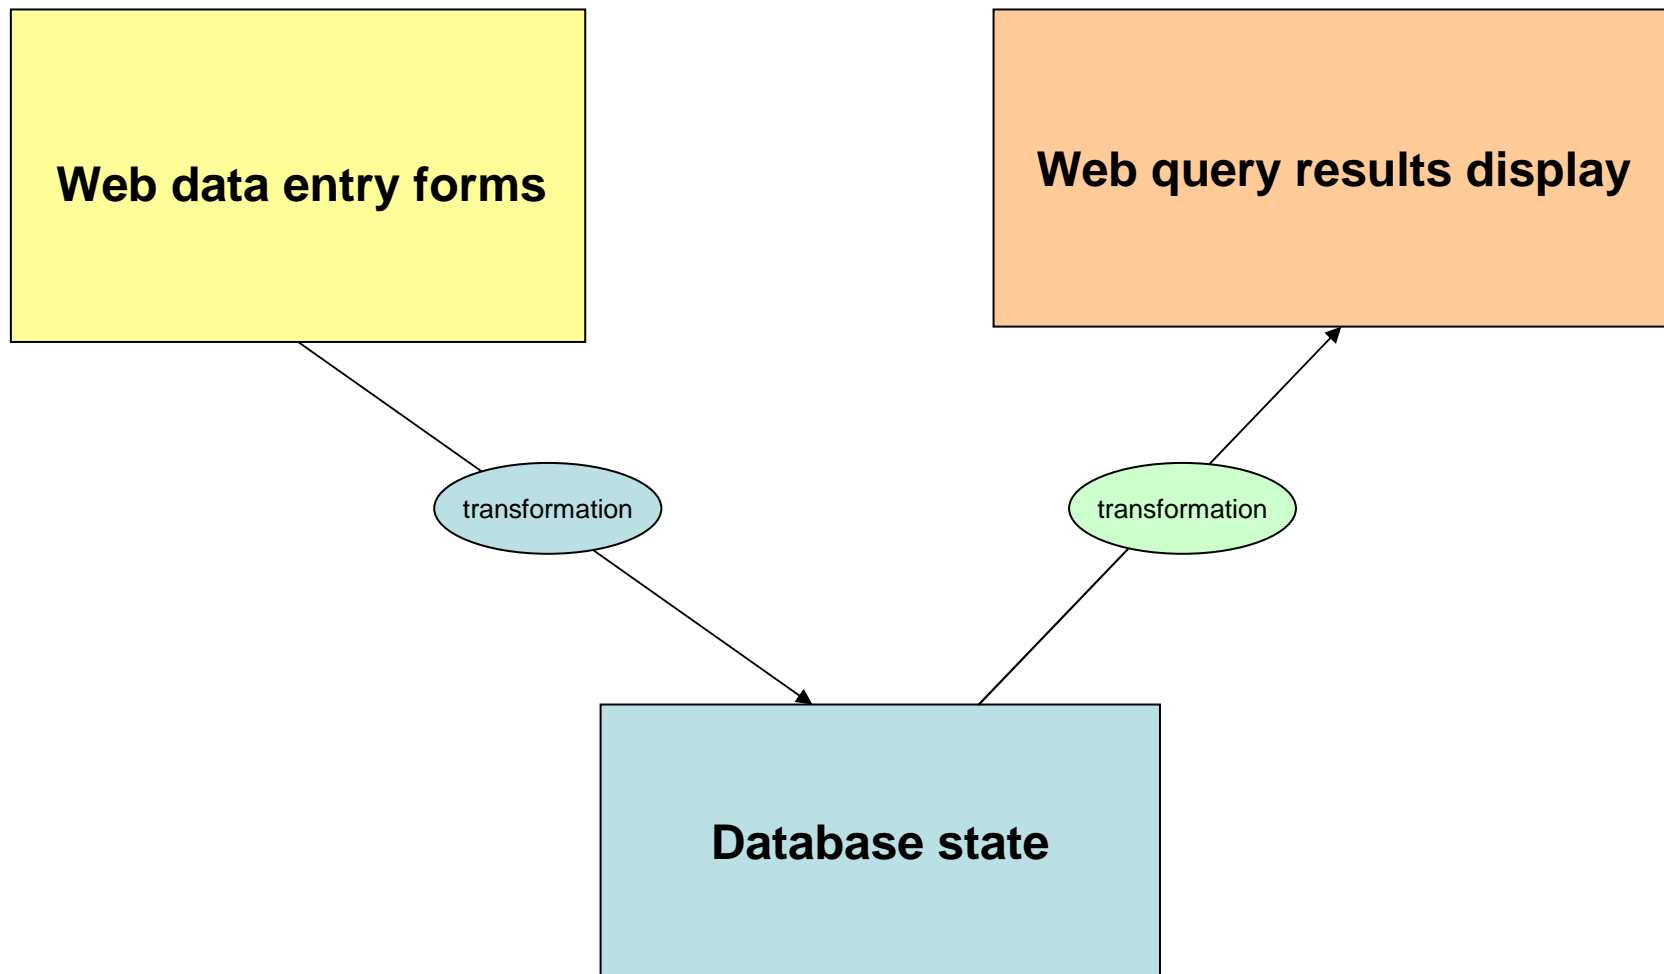 Web data entry forms
Web query results display
transformation
transformation
Database state